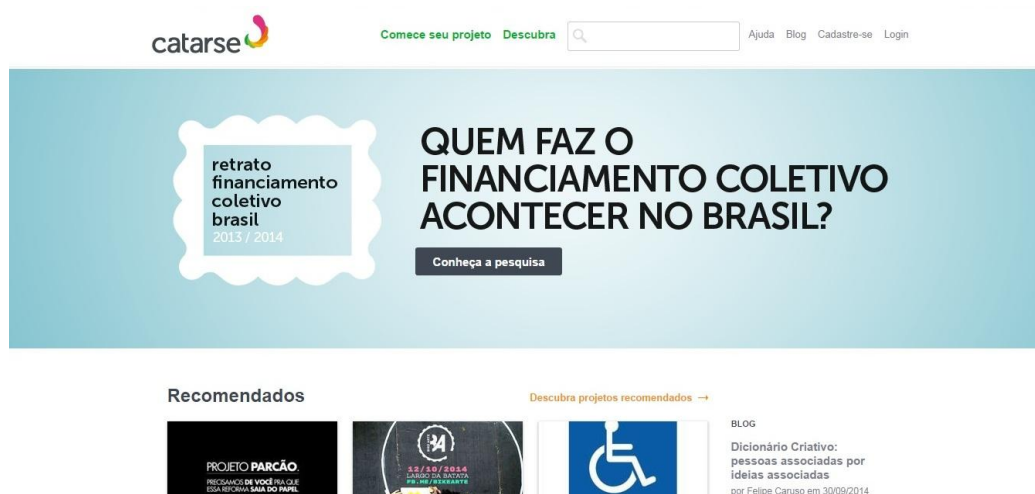 catarse
Comece seu projeto Descubra
Ajuda Blog Cadastre-se Login
retrato
financiamento
coletivo
brasil
2013 / 2014
QUEM FAZ O
FINANCIAMENTO COLETIVO
ACONTECER NO BRASIL?
Conheça a pesquisa
Recomendados
Descubra projetos recomendados →
PROJETO PARCÃO.
PRECISAMOS DE VOCÊ PRA QUE
ESSA REFORMA SAIA DO PAPEL
12/10/2014
LARGO DA BATATA
FB.ME/BIKEARTE
BLOG
Dicionário Criativo:
pessoas associadas por
ideias associadas
por Felipe Caruso em 30/09/2014